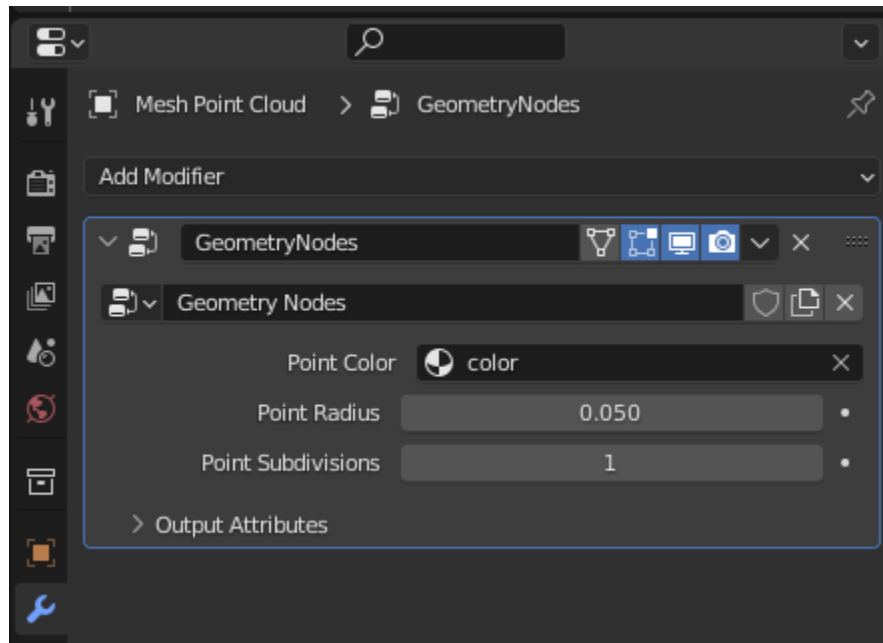 Mesh Point Cloud > GeometryNodes
Add Modifier
GeometryNodes
Geometry Nodes
Point Color color
Point Radius 0.050
Point Subdivisions 1
Output Attributes